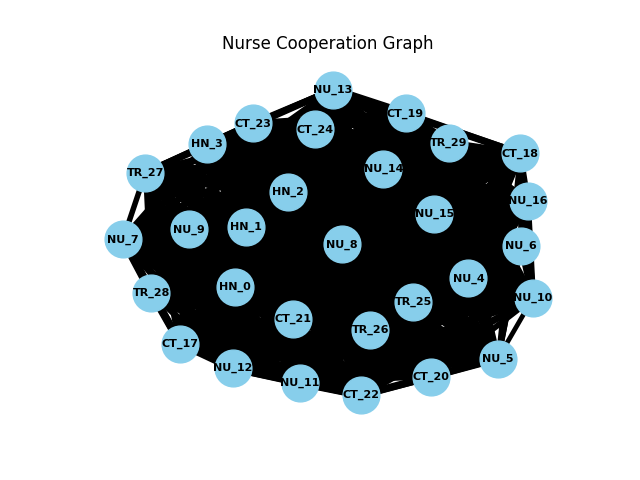 Nurse Cooperation Graph
NU_13
CT_19
CT_23
CT_24
HN_3
TR_29
CT_18
NU_14
TR_27
HN_2
NU_16
NU_15
HN_1
NU_9
NU_7
NU_8
NU_6
NU_4
HN_0
TR_28
NU_10
TR_25
CT_21
TR_26
CT_17
NU_5
NU_12
CT_20
NU_11
CT_22